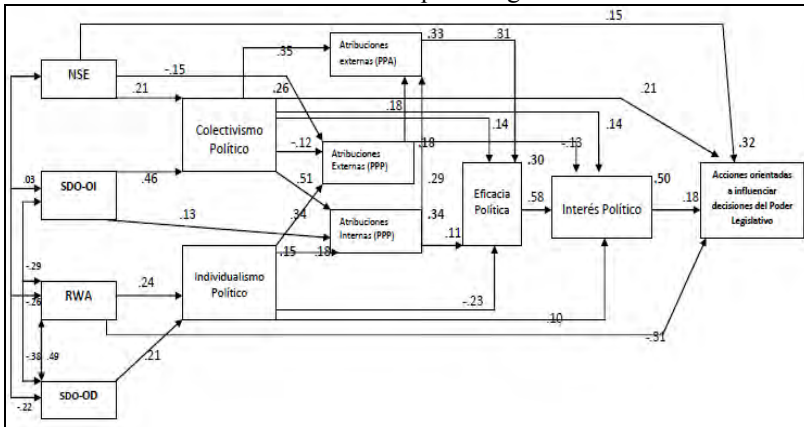 .15
.33
.31
Atribuciones
externas (PPA)
.35
NSE
-.15
.21
.26
.18
.21
Colectivismo
Político
.14
.14
-.12
.18
-.13
.32
Atribuciones
Externas (PPP)
.30
.50
.03
SDO-OI
.46
.51
.29
Eficacia
Política
.58
Interés Político
.18
Acciones orientadas
a influenciar
decisiones del Poder
Legislativo
.13
.34
Atribuciones
Internas (PPP)
.34
.11
.15
.18
-.29
-.26
RWA
.24
Individualismo
Político
-.23
.10
-.31
-.38
.49
.21
SDO-OD
-.22